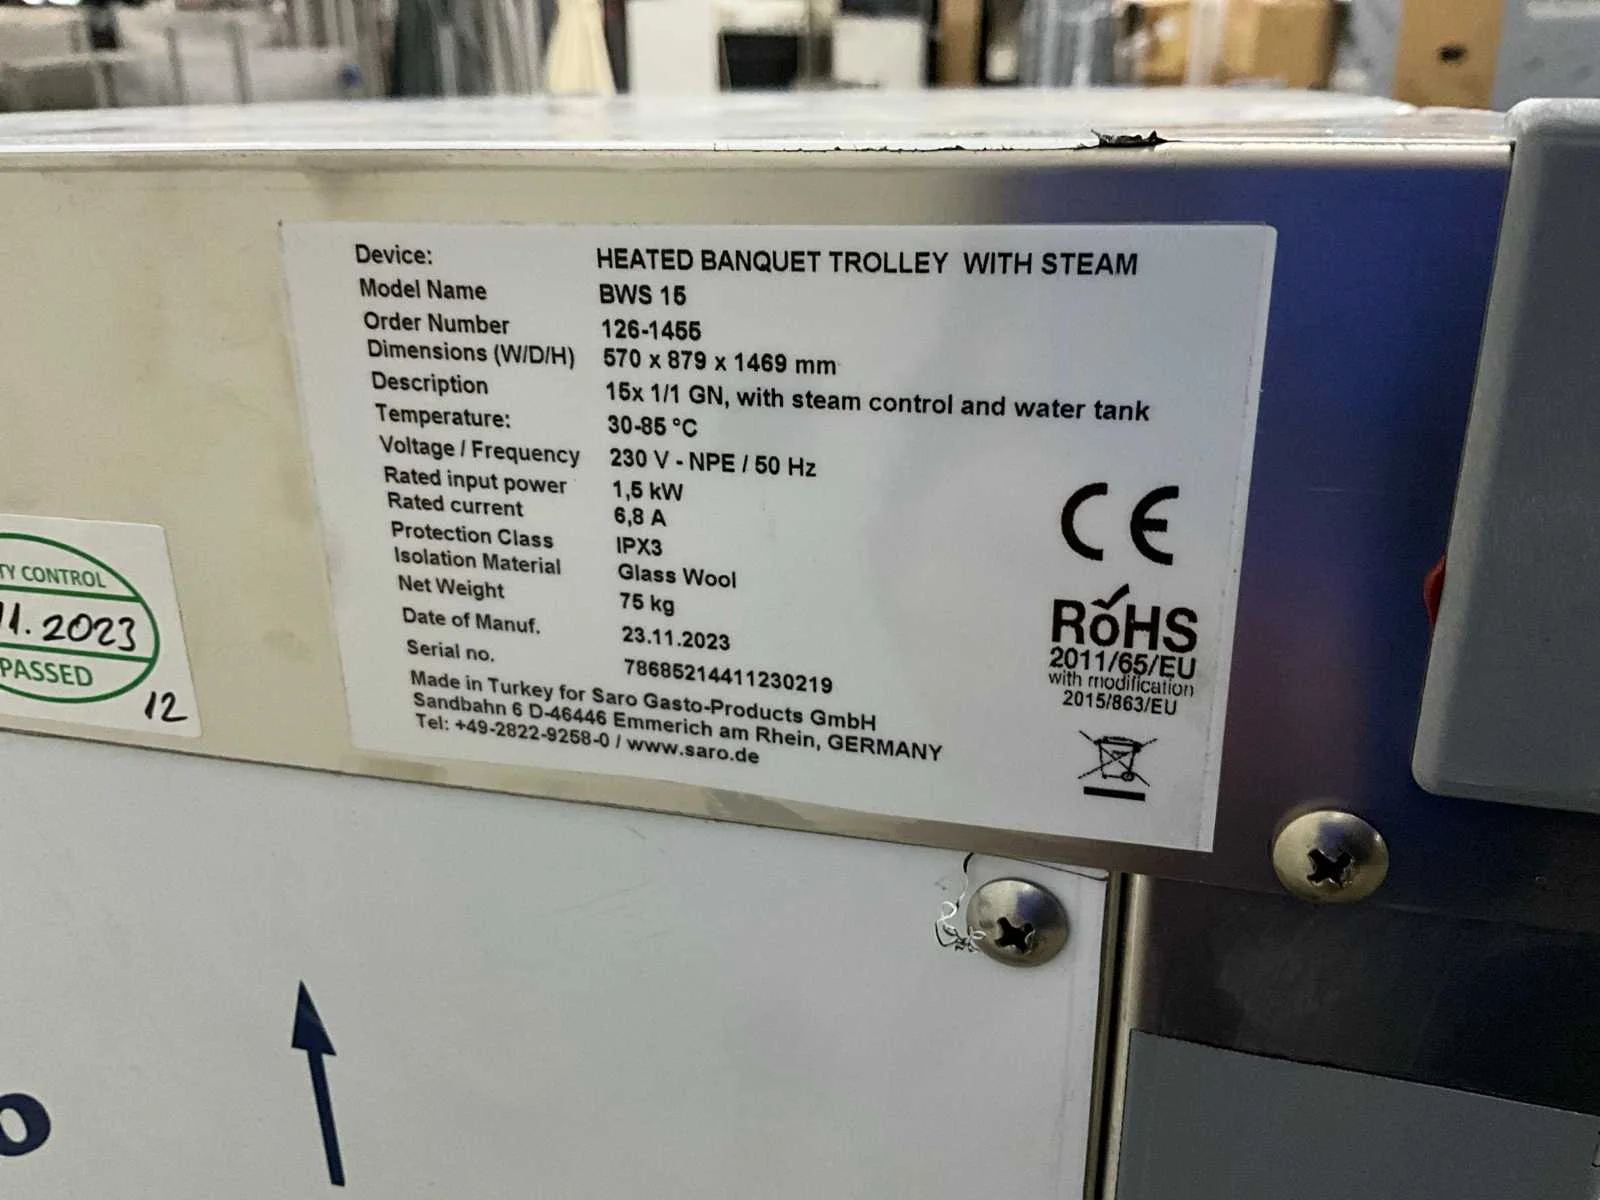 Device: HEATED BANQUET TROLLEY WITH STEAM
Model Name BWS 15
Order Number 126-1455
Dimensions (W/D/H) 570 x 879 x 1469 mm
Description 15x 1/1 GN, with steam control and water tank
Temperature: 30-85 °C
Voltage / Frequency 230 V - NPE / 50 Hz
Rated input power 1,5 kW
Rated current 6,8 A
Protection Class IPX3
Isolation Material Glass Wool
Net Weight 75 kg
Date of Manuf. 23.11.2023
Serial no. 78685214411230219
Made in Turkey for Saro Gasto-Products GmbH
Sandbahn 6 D-46446 Emmerich am Rhein, GERMANY
Tel: +49-2822-9258-0 / www.saro.de
CE
RoHS
2011/65/EU
with modification
2015/863/EU
TY CONTROL
11.2023
PASSED
12
o